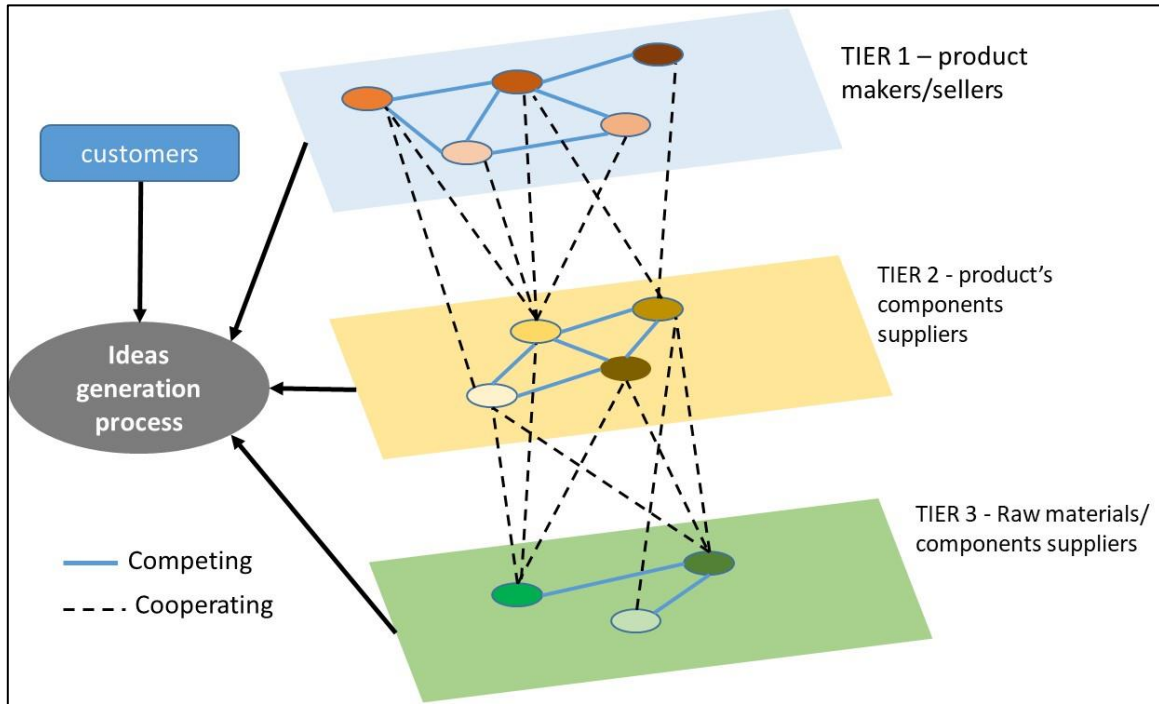 TIER 1 – product
makers/sellers
customers
TIER 2 - product's
components
suppliers
Ideas
generation
process
TIER 3 - Raw materials/
components suppliers
Competing
Cooperating